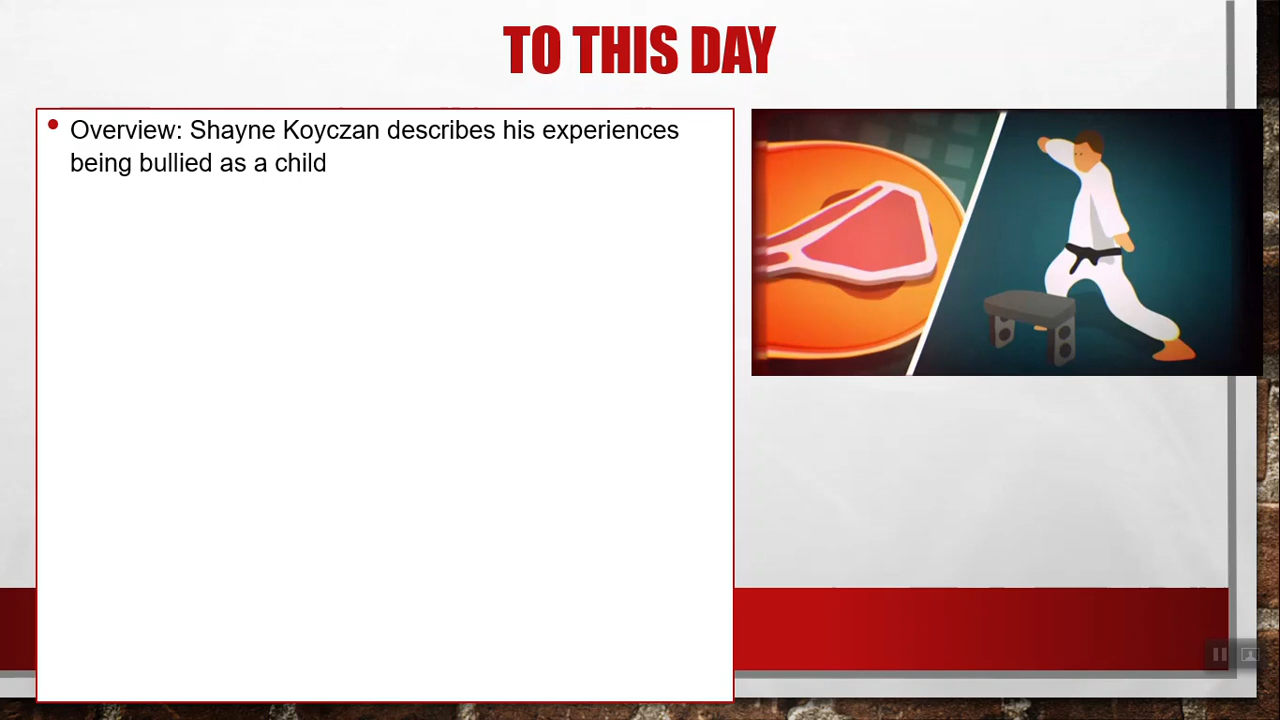 TO THIS DAY
• Overview: Shayne Koyczan describes his experiences
being bullied as a child